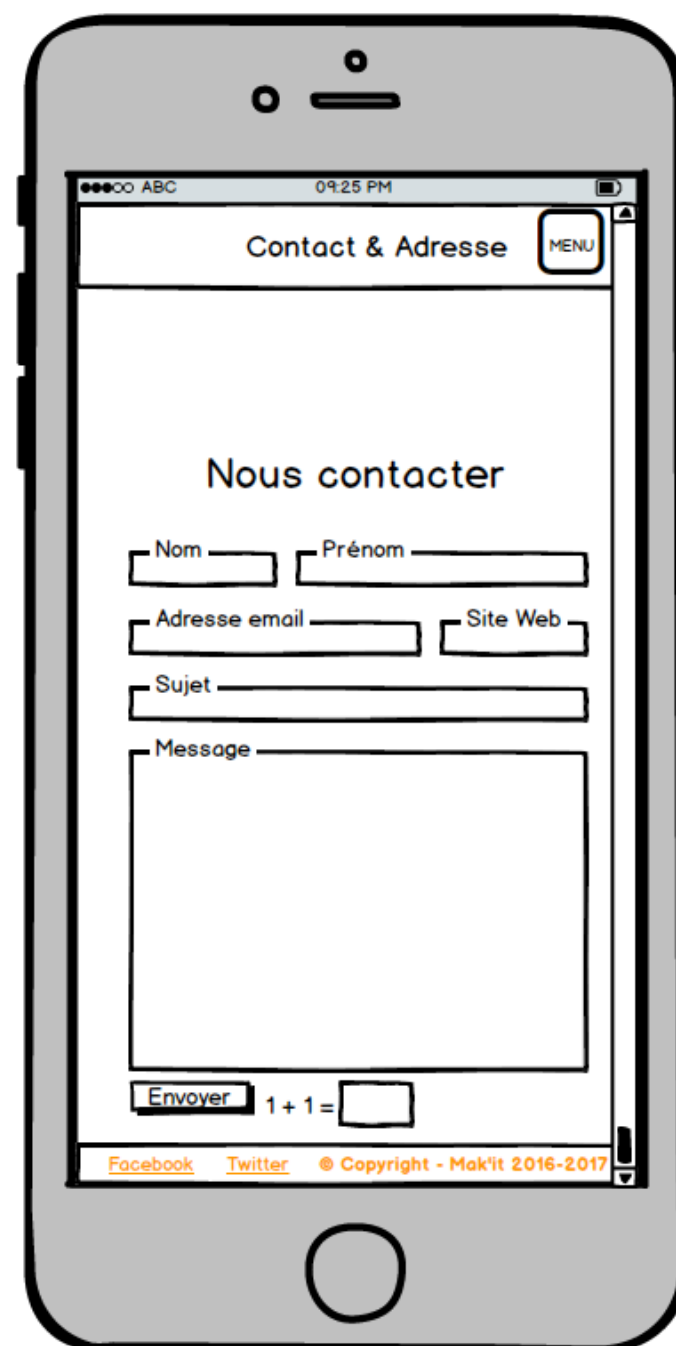 ABC 09:25 PM
Contact & Adresse MENU
Nous contacter
Nom Prénom
Adresse email Site Web
Sujet
Message
Envoyer 1 + 1 =
Facebook Twitter © Copyright - Mak'it 2016-2017